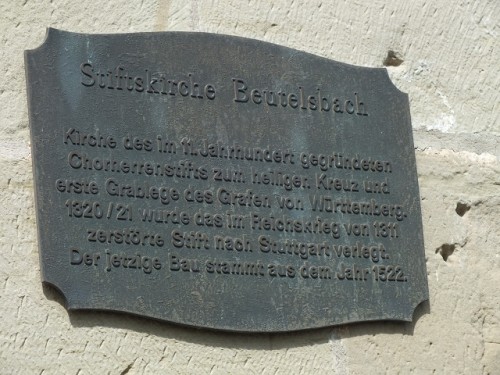 Stiftskirche Beutelsbach
Kirche des im 11. Jahrhundert gegründeten
Chorherrenstifts zum heiligen Kreuz und
erste Grablege des Grafen von Württemberg.
1320/21 wurde das im Reichskrieg von 1311
zerstörte Stift nach Stuttgart verlegt.
Der jetzige Bau stammt aus dem Jahr 1522.